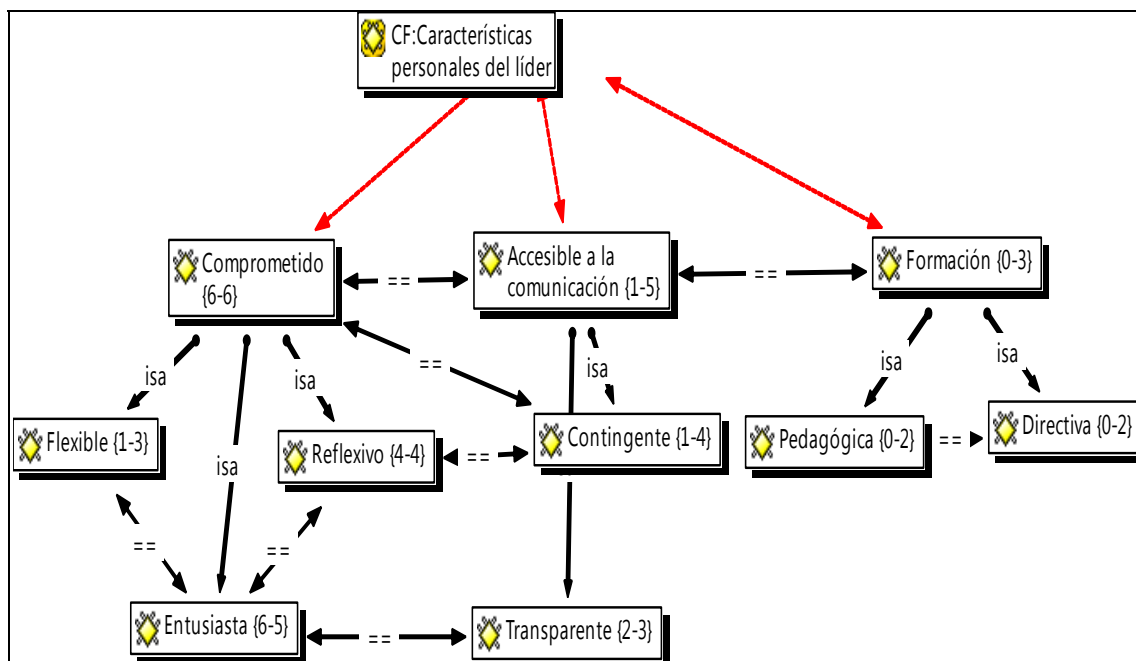 CF:Características
personales del líder
Comprometido
{6-6}
==
Accesible a la
comunicación {1-5}
==
Formación {0-3}
isa
isa
==
isa
isa
isa
Flexible {1-3}
isa
Reflexivo {4-4}
==
Contingente {1-4}
Pedagógica {0-2}
==
Directiva {0-2}
==
==
Entusiasta {6-5}
==
Transparente {2-3}